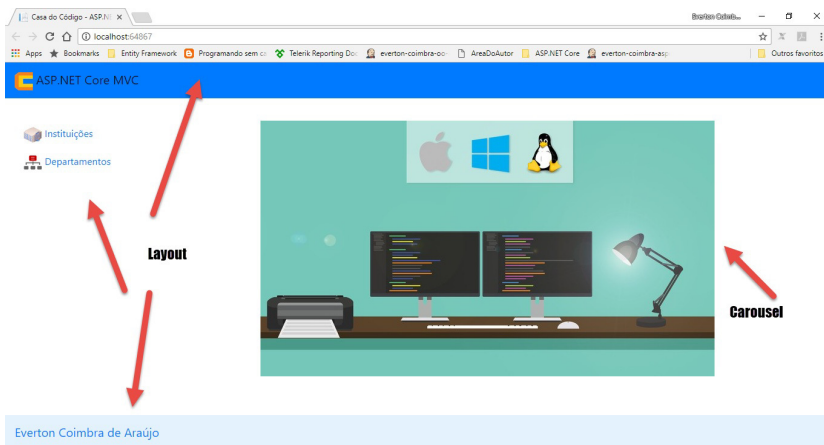 Casa do Código - ASP.NE
localhost:64867
Apps
Bookmarks
Entity Framework
Programando sem ca
Telerik Reporting Doc
everton-coimbra-oo-
AreaDoAutor
ASP.NET Core
everton-coimbra-asp
Outros favoritos
ASP.NET Core MVC
Instituições
Departamentos
Layout
Carousel
Everton Coimbra de Araújo